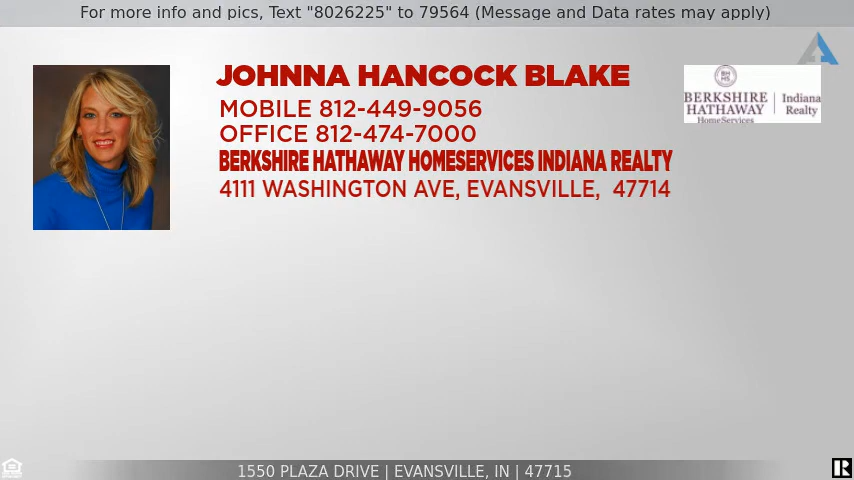 For more info and pics, Text "8026225" to 79564 (Message and Data rates may apply)
JOHNNA HANCOCK BLAKE
MOBILE 812-449-9056
OFFICE 812-474-7000
BERKSHIRE HATHAWAY HOMESERVICES INDIANA REALTY
4111 WASHINGTON AVE, EVANSVILLE,  47714
BERKSHIRE HATHAWAY
HomeServices
Indiana
Realty
1550 PLAZA DRIVE | EVANSVILLE, IN | 47715